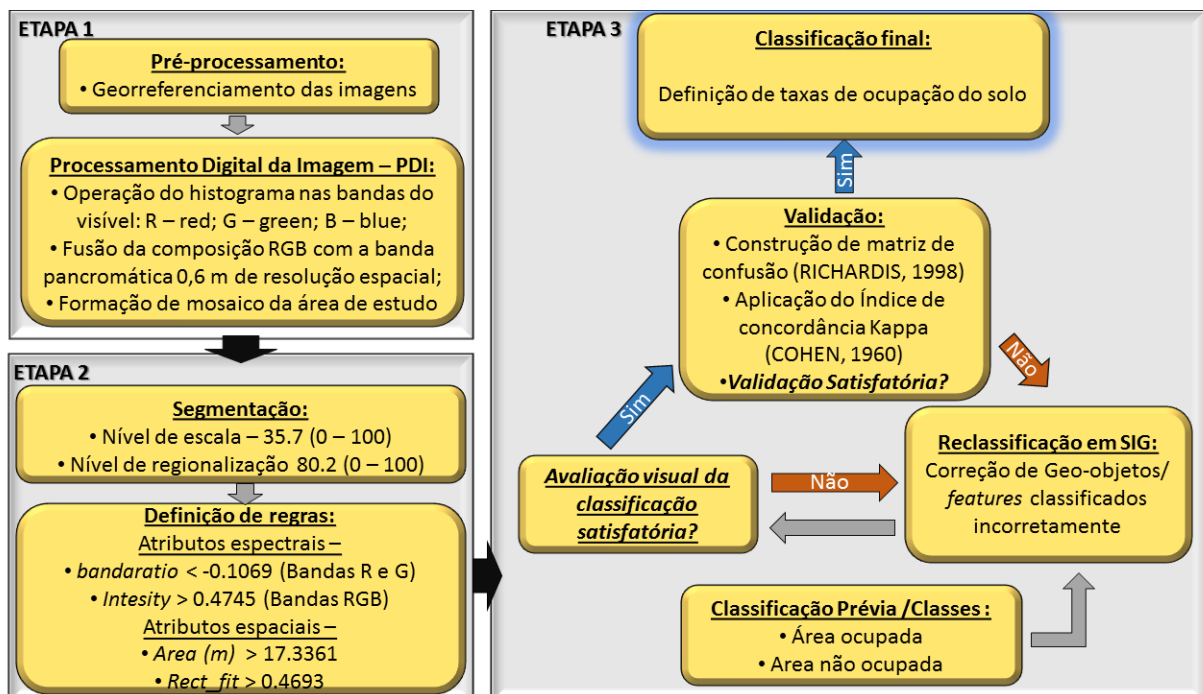 ETAPA 1
Pré-processamento:
• Georreferenciamento das imagens
Processamento Digital da Imagem – PDI:
• Operação do histograma nas bandas do
visível: R – red; G – green; B – blue;
• Fusão da composição RGB com a banda
pancromática 0,6 m de resolução espacial;
• Formação de mosaico da área de estudo
ETAPA 2
Segmentação:
• Nível de escala – 35.7 (0 – 100)
• Nível de regionalização 80.2 (0 – 100)
Definição de regras:
Atributos espectrais –
• bandaratio < -0.1069 (Bandas R e G)
• Intesity > 0.4745 (Bandas RGB)
Atributos espaciais –
• Area (m) > 17.3361
• Rect_fit > 0.4693
ETAPA 3
Classificação final:
Definição de taxas de ocupação do solo
Sim
Validação:
• Construção de matriz de
confusão (RICHARDIS, 1998)
• Aplicação do Índice de
concordância Kappa
(COHEN, 1960)
•Validação Satisfatória?
Não
Sim
Avaliação visual da
classificação
satisfatória?
Não
Reclassificação em SIG:
Correção de Geo-objetos/
features classificados
incorretamente
Classificação Prévia /Classes :
• Área ocupada
• Area não ocupada